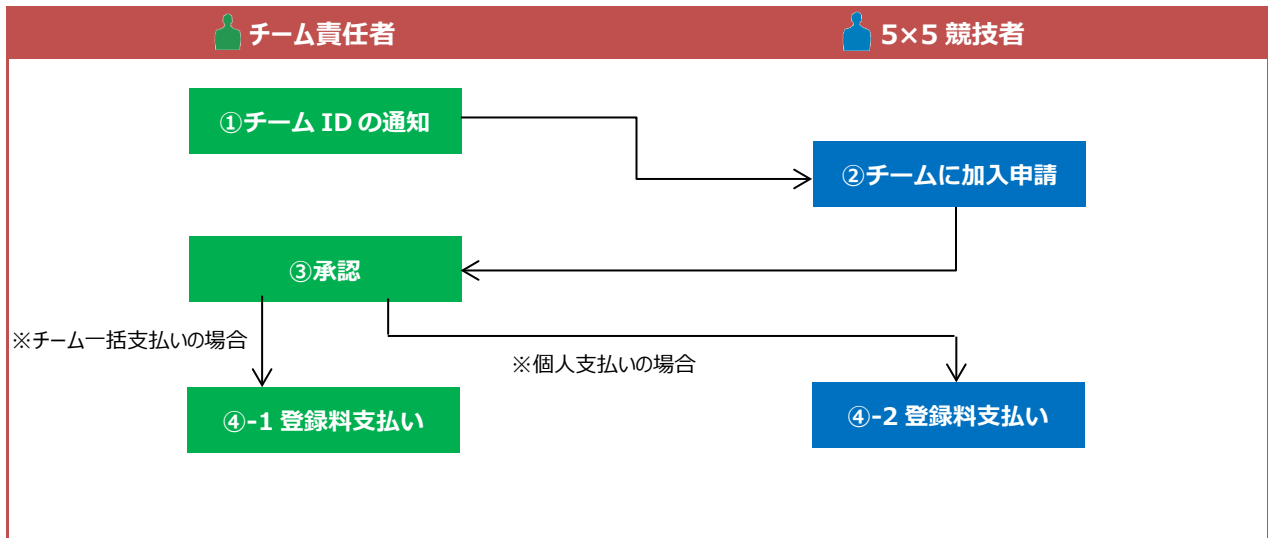 チーム責任者
5×5 競技者
①チーム ID の通知
②チームに加入申請
③承認
※チーム一括支払いの場合
※個人支払いの場合
④-1 登録料支払い
④-2 登録料支払い